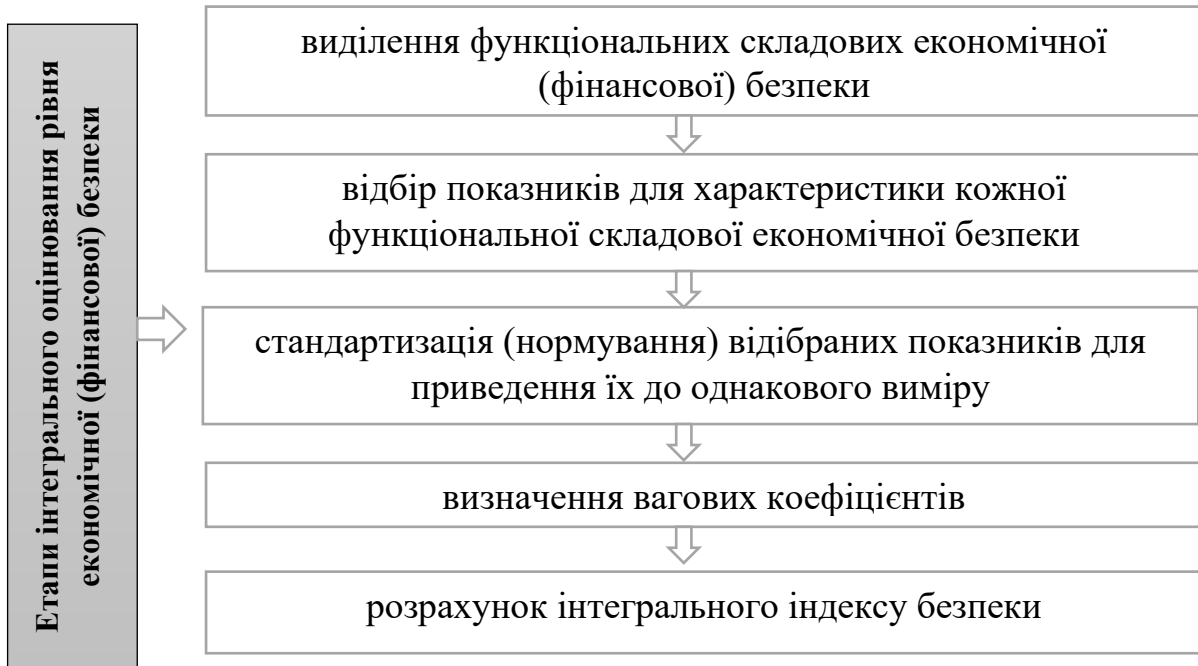 Етапи інтегрального оцінювання рівня
економічної (фінансової) безпеки
виділення функціональних складових економічної
(фінансової) безпеки
відбір показників для характеристики кожної
функціональної складової економічної безпеки
стандартизація (нормування) відібраних показників для
приведення їх до однакового виміру
визначення вагових коефіцієнтів
розрахунок інтегрального індексу безпеки